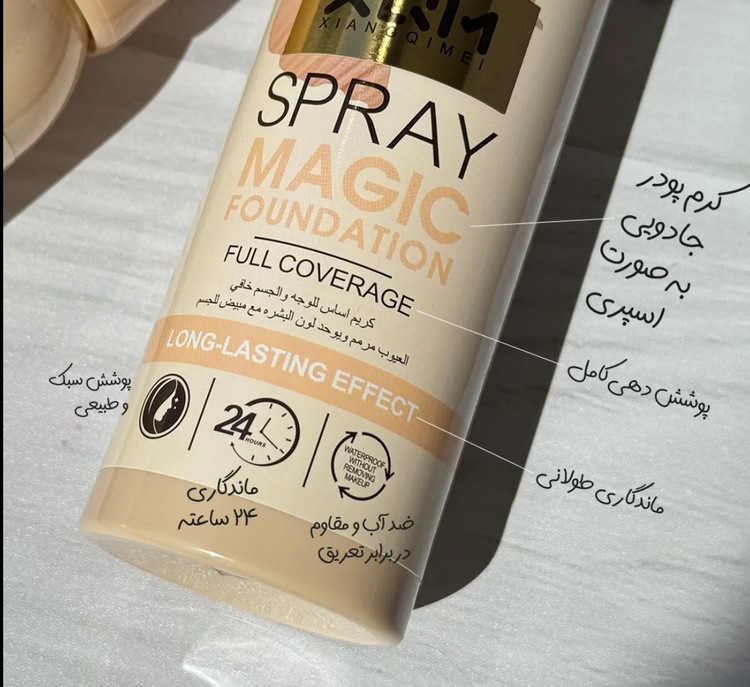 XIANGQIMEI
SPRAY
MAGIC
FOUNDATION
FULL COVERAGE
كريم اساس للوجه والجسم خافي
العيوب مرمم ويوحد لون البشره مع مبيض للجسم
LONG-LASTING EFFECT
24
HOURS
WATERPROOF
WITHOUT
REMOVING
MAKEUP
کرم پودر
جادویی
به صورت
اسپری
پوشش دهی کامل
ماندگاری طولانی
پوشش سبک
و طبیعی
ماندگاری
۲۴ ساعته
ضد آب و مقاوم
در برابر تعریق